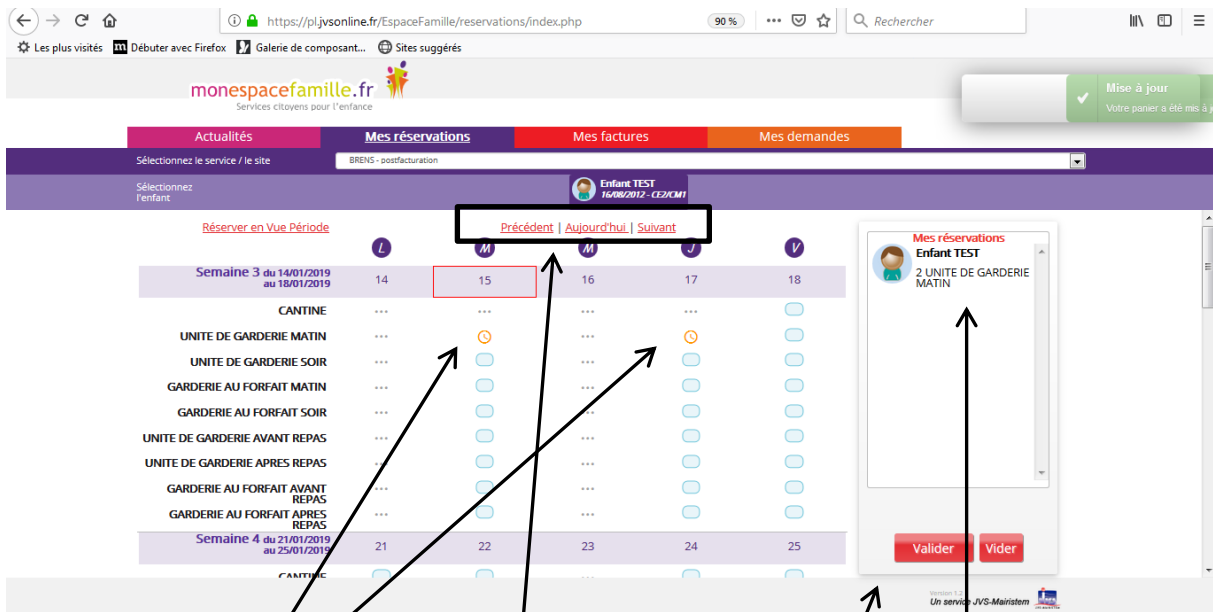 https://pl.jvsonline.fr/EspaceFamille/reservations/index.php
90 %
Rechercher
Les plus visités
Débuter avec Firefox
Galerie de composant...
Sites suggérés
monespacefamille.fr
Services citoyens pour l'enfance
Mise à jour
Votre panier a été mis à j
Actualités
Mes réservations
Mes factures
Mes demandes
Sélectionnez le service / le site
BRENS - postfacturation
Sélectionnez
l'enfant
Enfant TEST
16/08/2012 - CE2/CM1
Réserver en Vue Période
Précédent | Aujourd'hui | Suivant
L M M J V
Semaine 3 du 14/01/2019
au 18/01/2019
14 15 16 17 18
CANTINE ... ... ... ...
UNITE DE GARDERIE MATIN ... ...
UNITE DE GARDERIE SOIR ... ...
GARDERIE AU FORFAIT MATIN ... ...
GARDERIE AU FORFAIT SOIR ... ...
UNITE DE GARDERIE AVANT REPAS ... ...
UNITE DE GARDERIE APRES REPAS ... ...
GARDERIE AU FORFAIT AVANT
REPAS ... ...
GARDERIE AU FORFAIT APRES
REPAS ... ...
Semaine 4 du 21/01/2019
au 25/01/2019
21 22 23 24 25
CANTINE ...
Mes réservations
Enfant TEST
2 UNITE DE GARDERIE
MATIN
Valider
Vider
Version 1.2
Un service JVS-Mairistem